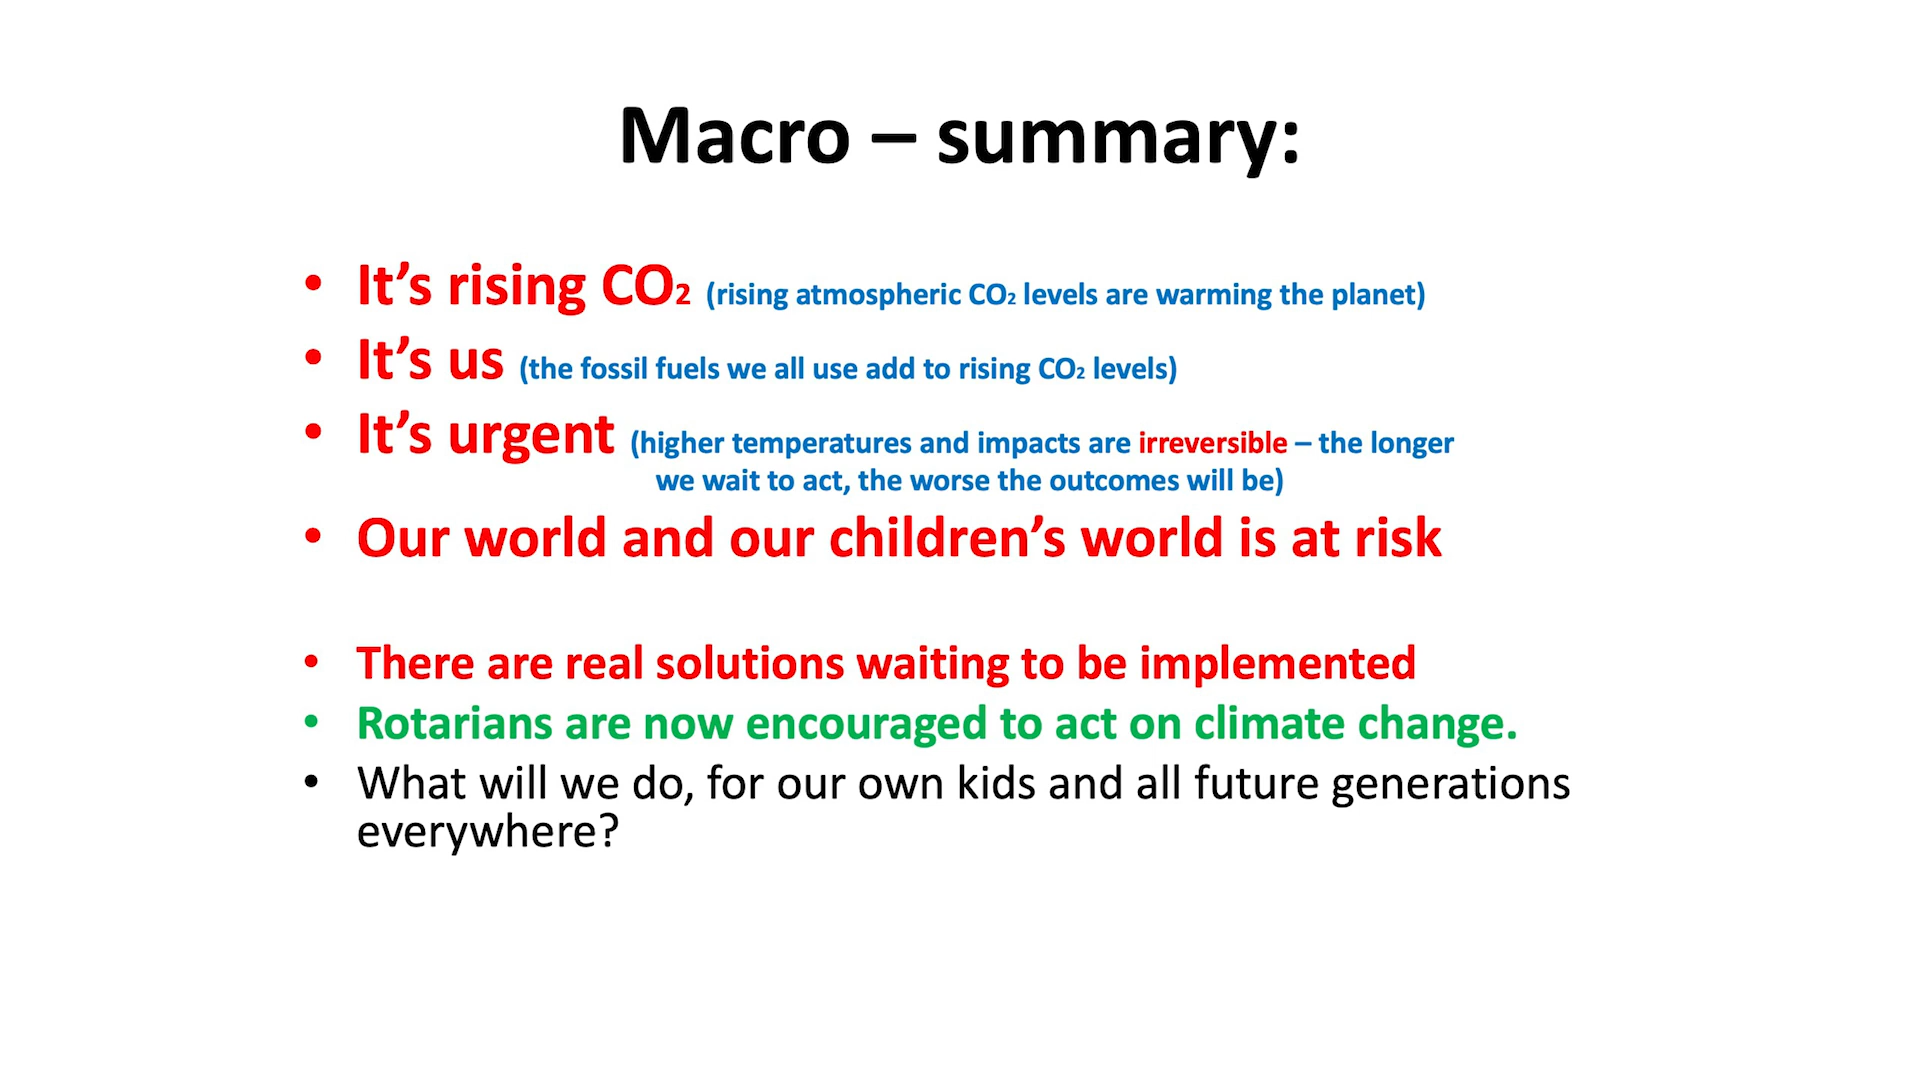 Macro – summary:
• It’s rising CO₂ (rising atmospheric CO₂ levels are warming the planet)
• It’s us (the fossil fuels we all use add to rising CO₂ levels)
• It’s urgent (higher temperatures and impacts are irreversible – the longer
we wait to act, the worse the outcomes will be)
• Our world and our children’s world is at risk
• There are real solutions waiting to be implemented
• Rotarians are now encouraged to act on climate change.
• What will we do, for our own kids and all future generations
everywhere?